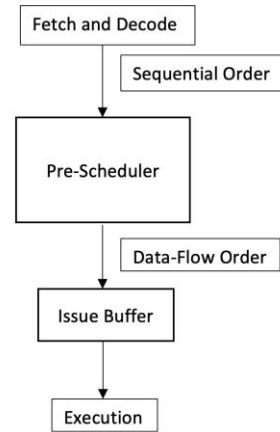 Fetch and Decode
Sequential Order
Pre-Scheduler
Data-Flow Order
Issue Buffer
Execution